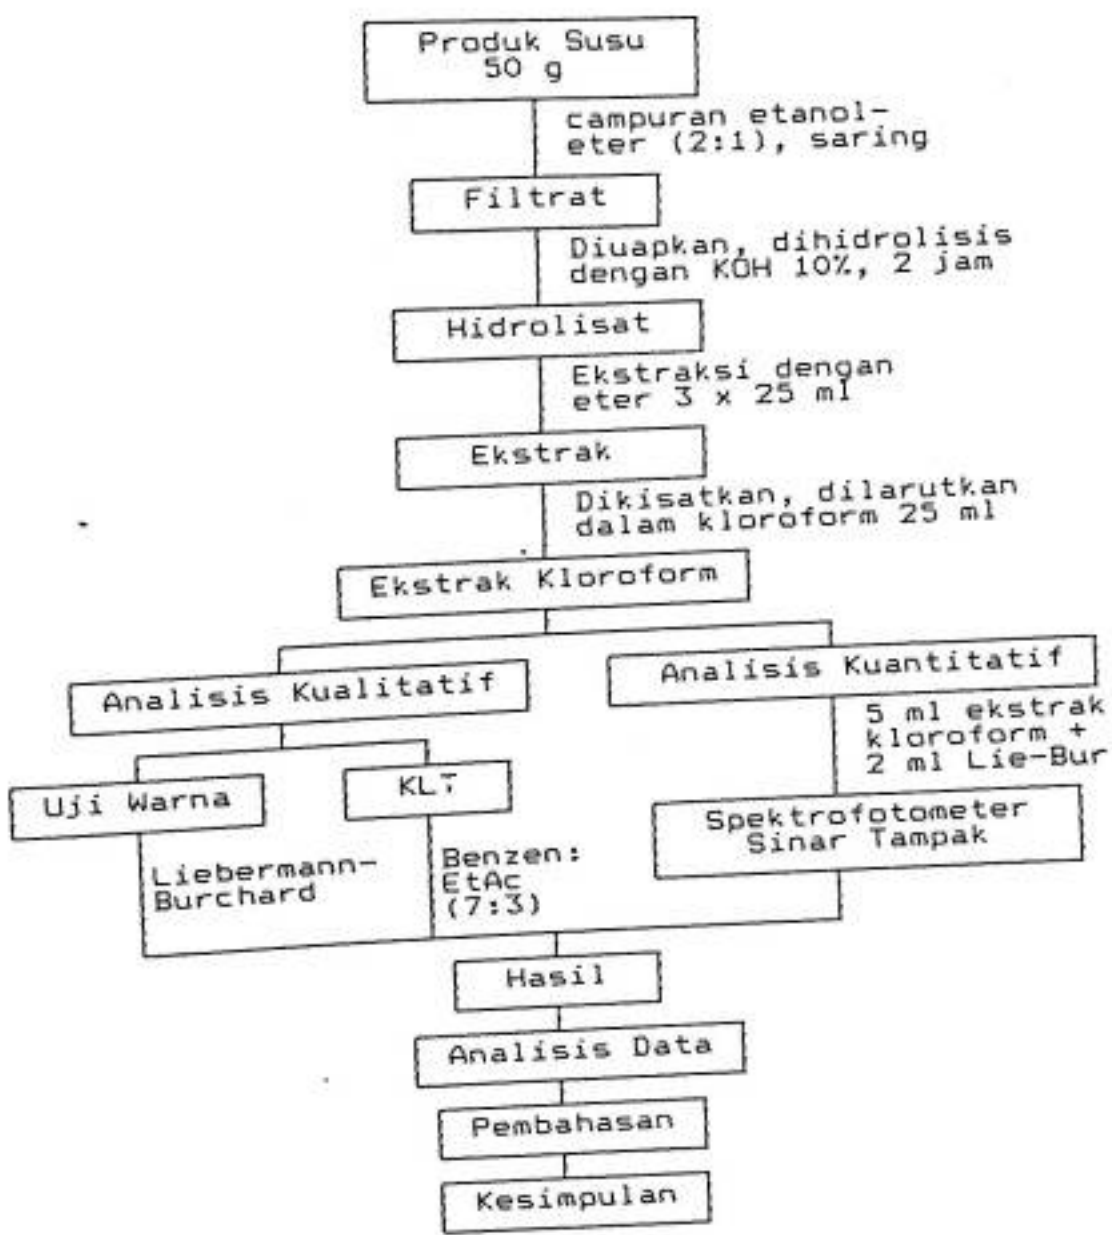 Produk Susu
50 g
campuran etanol-
eter (2:1), saring
Filtrat
Diuapkan, dihidrolisis
dengan KOH 10%, 2 jam
Hidrolisat
Ekstraksi dengan
eter 3 x 25 ml
Ekstrak
Dikisatkan, dilarutkan
dalam kloroform 25 ml
Ekstrak Kloroform
Analisis Kualitatif
Analisis Kuantitatif
5 ml ekstrak
kloroform +
2 ml Lie-Bur
Uji Warna
KLT
Spektrofotometer
Sinar Tampak
Liebermann-
Burchard
Benzen:
EtAc
(7:3)
Hasil
Analisis Data
Pembahasan
Kesimpulan